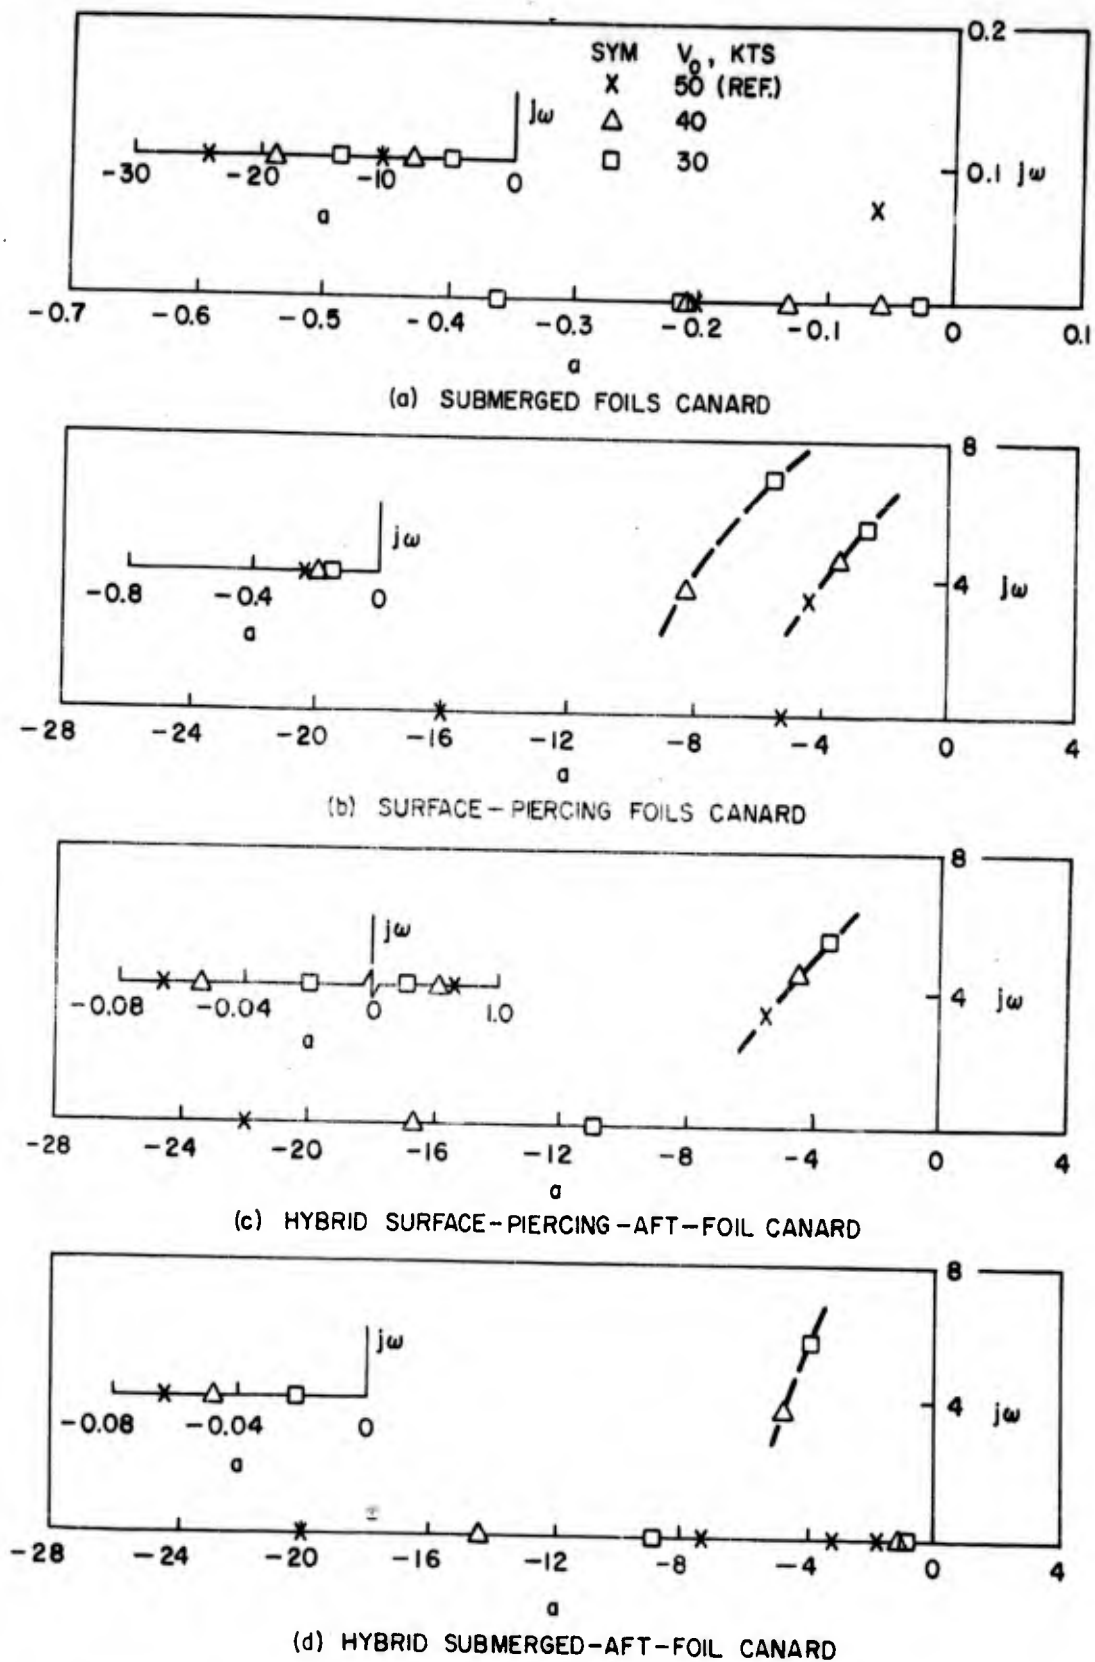 0.2
SYM V₀, KTS
X 50 (REF.)
△ 40
□ 30
jω
-30 -20 -10 0
a
0.1 jω
X
-0.7 -0.6 -0.5 -0.4 -0.3 -0.2 -0.1 0 0.1
a
(a) SUBMERGED FOILS CANARD
8
jω
-0.8 -0.4 0
a
4 jω
-28 -24 -20 -16 -12 -8 -4 0 4
a
(b) SURFACE-PIERCING FOILS CANARD
8
jω
-0.08 -0.04 0 1.0
a
4 jω
-28 -24 -20 -16 -12 -8 -4 0 4
a
(c) HYBRID SURFACE-PIERCING-AFT-FOIL CANARD
8
jω
-0.08 -0.04 0
a
4 jω
-28 -24 -20 -16 -12 -8 -4 0 4
a
(d) HYBRID SUBMERGED-AFT-FOIL CANARD